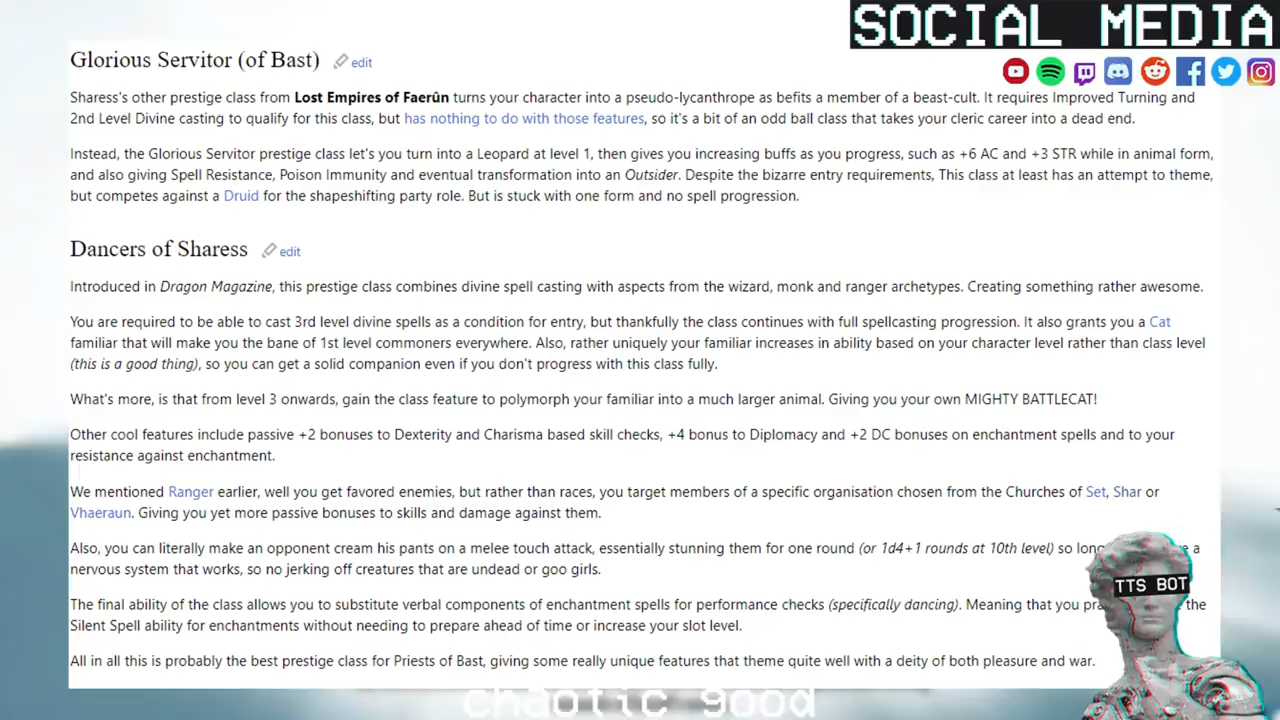 SOCIAL MEDIA
Glorious Servitor (of Bast) edit
Sharess's other prestige class from Lost Empires of Faerûn turns your character into a pseudo-lycanthrope as befits a member of a beast-cult. It requires Improved Turning and
2nd Level Divine casting to qualify for this class, but has nothing to do with those features, so it's a bit of an odd ball class that takes your cleric career into a dead end.
Instead, the Glorious Servitor prestige class let's you turn into a Leopard at level 1, then gives you increasing buffs as you progress, such as +6 AC and +3 STR while in animal form,
and also giving Spell Resistance, Poison Immunity and eventual transformation into an Outsider. Despite the bizarre entry requirements, This class at least has an attempt to theme,
but competes against a Druid for the shapeshifting party role. But is stuck with one form and no spell progression.
Dancers of Sharess edit
Introduced in Dragon Magazine, this prestige class combines divine spell casting with aspects from the wizard, monk and ranger archetypes. Creating something rather awesome.
You are required to be able to cast 3rd level divine spells as a condition for entry, but thankfully the class continues with full spellcasting progression. It also grants you a Cat
familiar that will make you the bane of 1st level commoners everywhere. Also, rather uniquely your familiar increases in ability based on your character level rather than class level
(this is a good thing), so you can get a solid companion even if you don't progress with this class fully.
What's more, is that from level 3 onwards, gain the class feature to polymorph your familiar into a much larger animal. Giving you your own MIGHTY BATTLECAT!
Other cool features include passive +2 bonuses to Dexterity and Charisma based skill checks, +4 bonus to Diplomacy and +2 DC bonuses on enchantment spells and to your
resistance against enchantment.
We mentioned Ranger earlier, well you get favored enemies, but rather than races, you target members of a specific organisation chosen from the Churches of Set, Shar or
Vhaeraun. Giving you yet more passive bonuses to skills and damage against them.
Also, you can literally make an opponent cream his pants on a melee touch attack, essentially stunning them for one round (or 1d4+1 rounds at 10th level) so a
nervous system that works, so no jerking off creatures that are undead or goo girls.
TTS BOT
The final ability of the class allows you to substitute verbal components of enchantment spells for performance checks (specifically dancing). Meaning that you the
Silent Spell ability for enchantments without needing to prepare ahead of time or increase your slot level.
All in all this is probably the best prestige class for Priests of Bast, giving some really unique features that theme quite well with a deity of both pleasure and war.
chaotic good